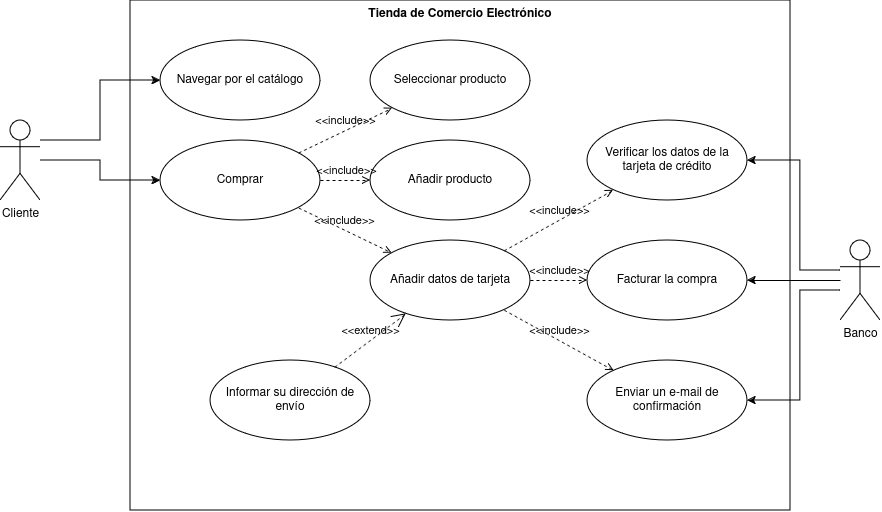 Tienda de Comercio Electrónico
Navegar por el catálogo
Seleccionar producto
<<include>>
Verificar los datos de la
tarjeta de crédito
Comprar
<<include>>
Añadir producto
Cliente
<<include>>
<<include>>
Añadir datos de tarjeta
<<include>>
Facturar la compra
Banco
<<extend>>
<<include>>
Informar su dirección de
envío
Enviar un e-mail de
confirmación